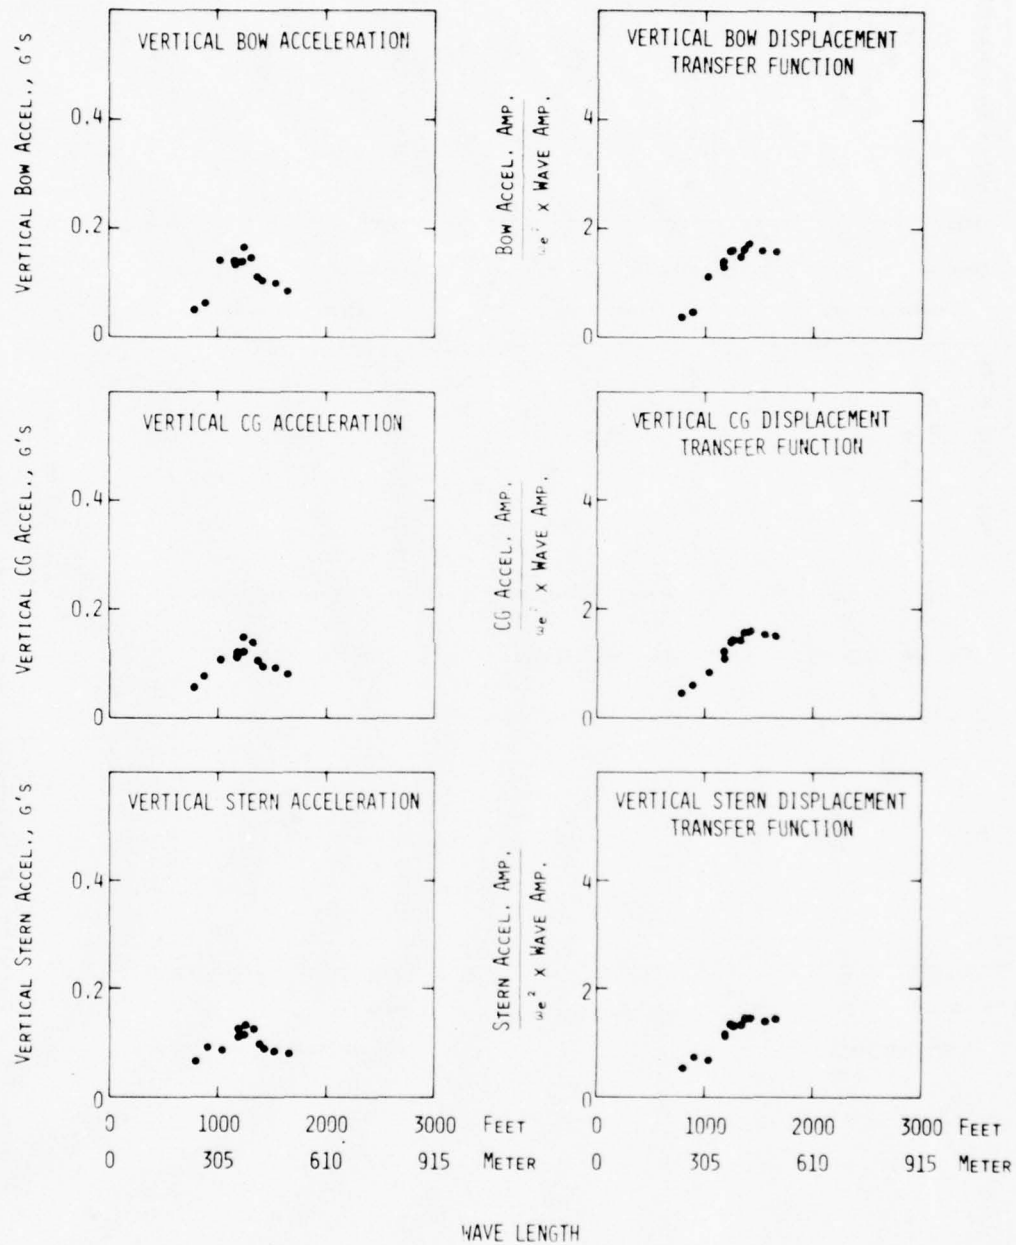 VERTICAL BOW ACCELERATION
VERTICAL BOW ACCEL., G'S
0.4
0.2
0
VERTICAL BOW DISPLACEMENT
TRANSFER FUNCTION
BOW ACCEL. AMP.
ωe² X WAVE AMP.
4
2
0
VERTICAL CG ACCELERATION
VERTICAL CG ACCEL., G'S
0.4
0.2
0
VERTICAL CG DISPLACEMENT
TRANSFER FUNCTION
CG ACCEL. AMP.
ωe² X WAVE AMP.
4
2
0
VERTICAL STERN ACCELERATION
VERTICAL STERN ACCEL., G'S
0.4
0.2
0
0 1000 2000 3000 FEET
0 305 610 915 METER
VERTICAL STERN DISPLACEMENT
TRANSFER FUNCTION
STERN ACCEL. AMP.
ωe² X WAVE AMP.
4
2
0
0 1000 2000 3000 FEET
0 305 610 915 METER
WAVE LENGTH